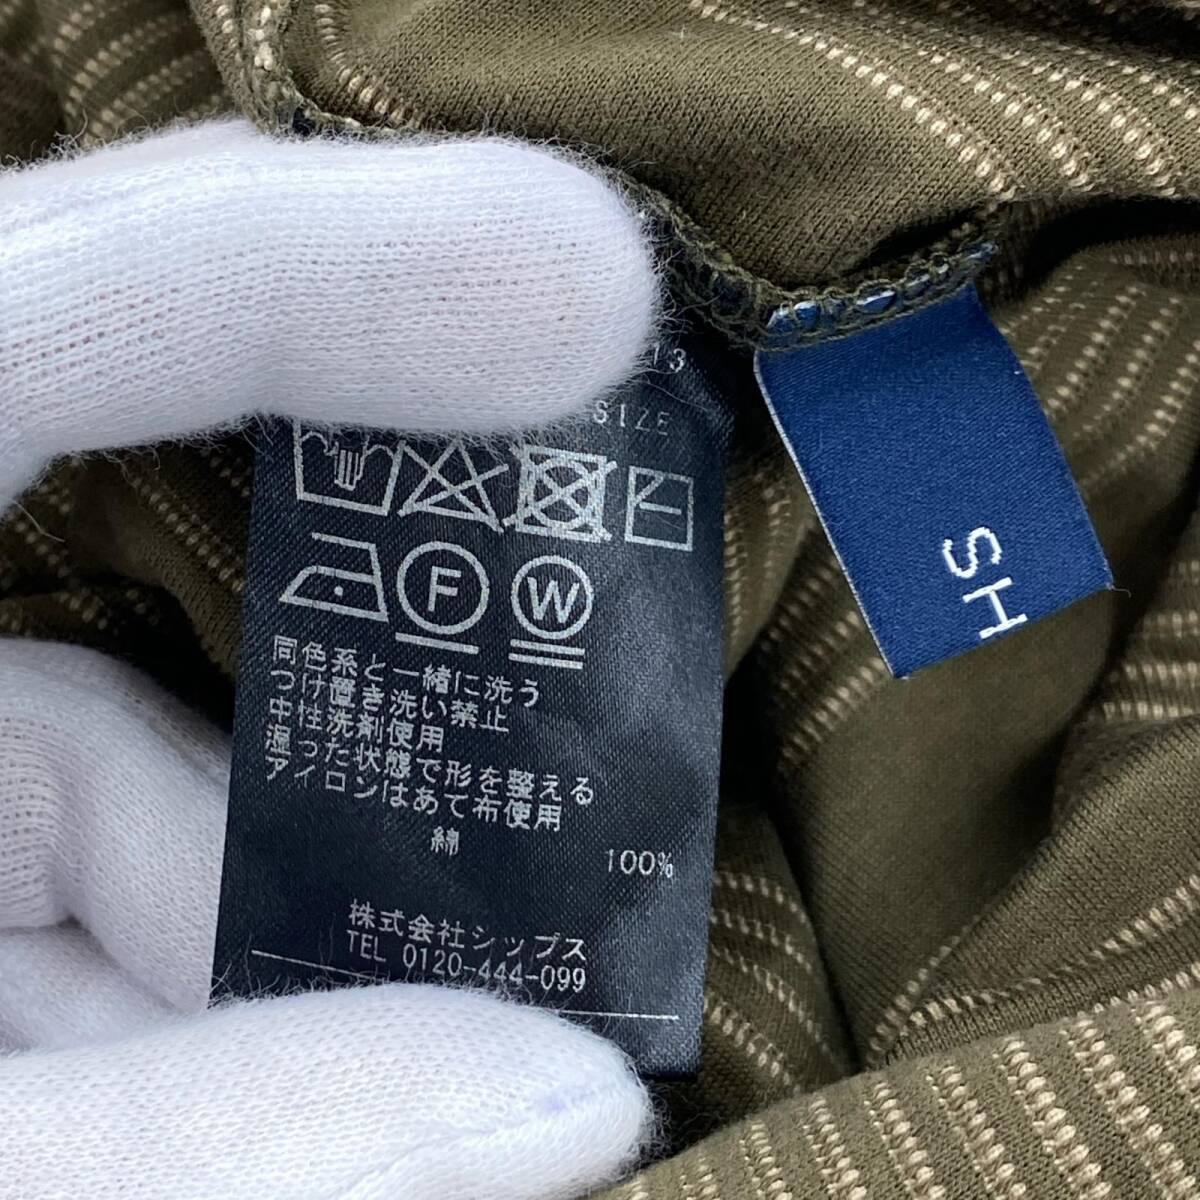 13
SIZE
F
W
同色系と一緒に洗う
つけ置き洗い禁止
中性洗剤使用
湿った状態で形を整える
アイロンはあて布使用
綿
100%
株式会社シップス
TEL 0120-444-099
SH